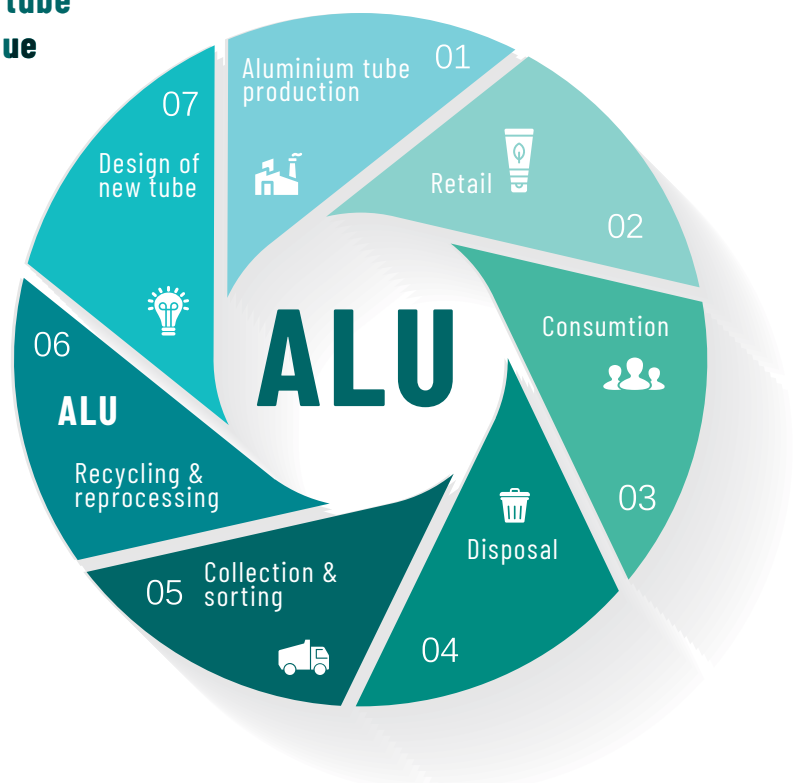 tube
ue
01
Aluminium tube
production
Retail
02
Consumtion
03
Disposal
04
05
Collection &
sorting
06
ALU
Recycling &
reprocessing
07
Design of
new tube
ALU